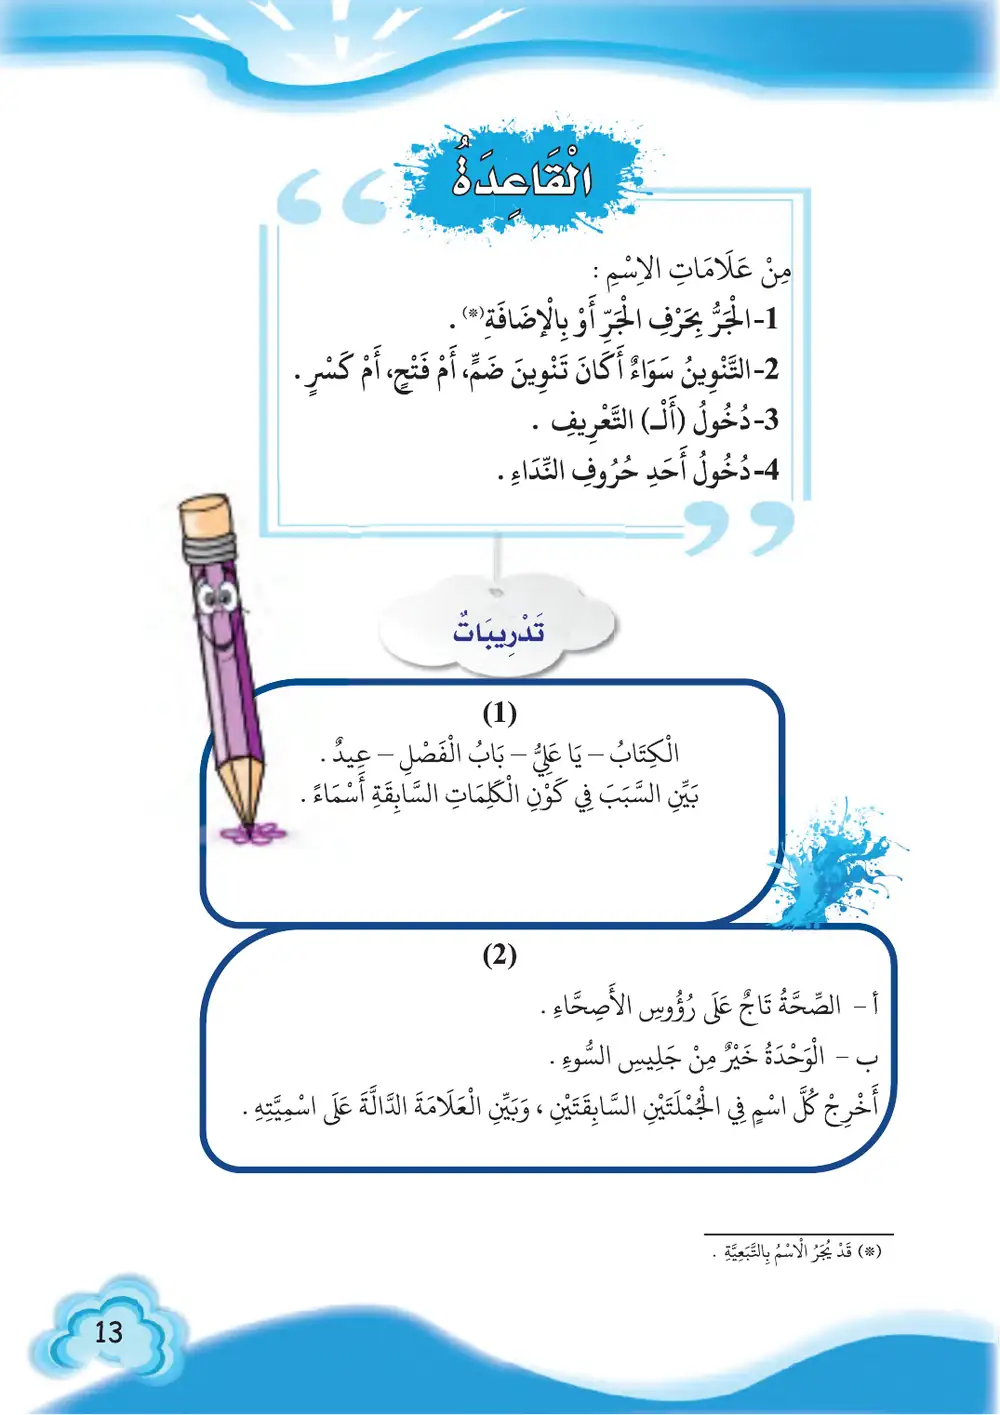 الْقَاعِدَةُ
مِنْ عَلَامَاتِ الاِسْمِ :
1-الْجَرُّ بِحَرْفِ الْجَرِّ أَوْ بِالْإضَافَةِ(*) .
2-التَّنْوِينُ سَوَاءٌ أَكَانَ تَنْوِينَ ضَمٍّ، أَمْ فَتْحٍ، أَمْ كَسْرٍ .
3-دُخُولُ (أَلْـ) التَّعْرِيفِ .
4-دُخُولُ أَحَدِ حُرُوفِ النِّدَاءِ .
تَدْرِيبَاتٌ
(1)
الْكِتَابُ – يَا عَلِيُّ – بَابُ الْفَصْلِ – عِيدٌ .
بَيِّنِ السَّبَبَ فِي كَوْنِ الْكَلِمَاتِ السَّابِقَةِ أَسْمَاءً .
(2)
أ – الصِّحَّةُ تَاجٌ عَلَى رُؤُوسِ الأَصِحَّاءِ .
ب – الْوَحْدَةُ خَيْرٌ مِنْ جَلِيسِ السُّوءِ .
أَخْرِجْ كُلَّ اسْمٍ فِي الْجُمْلَتَيْنِ السَّابِقَتَيْنِ ، وَبَيِّنِ الْعَلَامَةَ الدَّالَّةَ عَلَى اسْمِيَّتِهِ .
(*) قَدْ يُجَرُ الْاسْمُ بِالتَّبَعِيَّةِ .
13